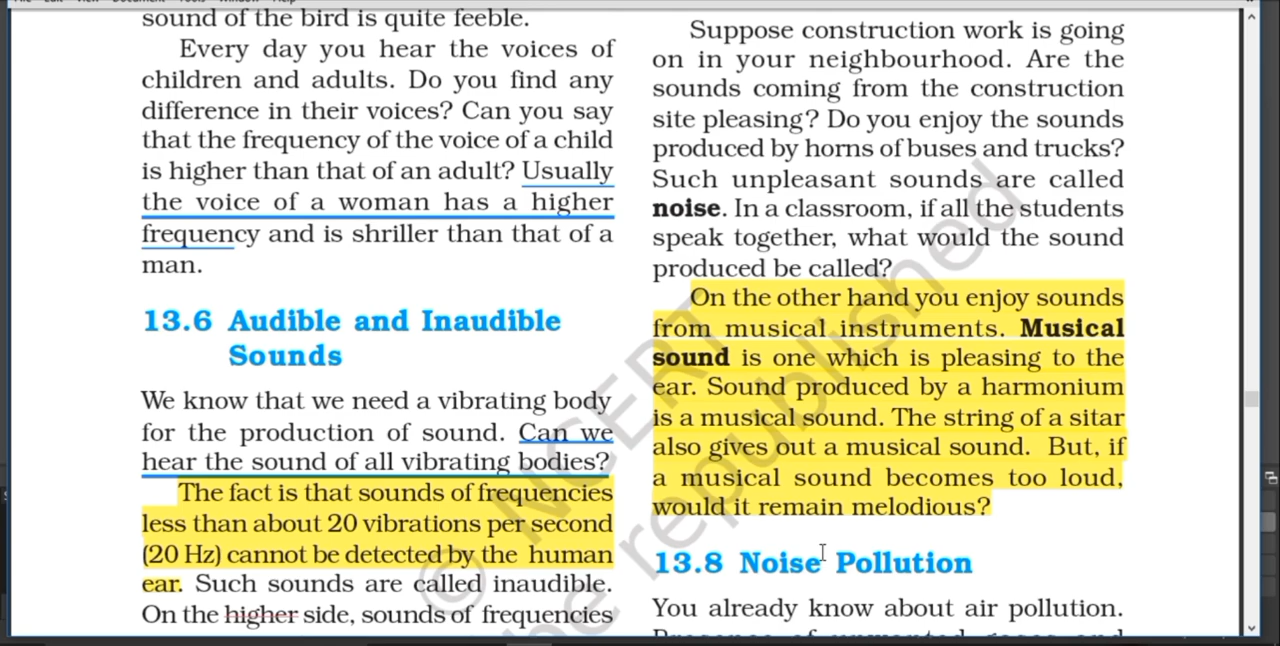 sound of the bird is quite feeble.
Every day you hear the voices of
children and adults. Do you find any
difference in their voices? Can you say
that the frequency of the voice of a child
is higher than that of an adult? Usually
the voice of a woman has a higher
frequency and is shriller than that of a
man.
13.6 Audible and Inaudible
Sounds
We know that we need a vibrating body
for the production of sound. Can we
hear the sound of all vibrating bodies?
The fact is that sounds of frequencies
less than about 20 vibrations per second
(20 Hz) cannot be detected by the human
ear. Such sounds are called inaudible.
On the higher side, sounds of frequencies
Suppose construction work is going
on in your neighbourhood. Are the
sounds coming from the construction
site pleasing? Do you enjoy the sounds
produced by horns of buses and trucks?
Such unpleasant sounds are called
noise. In a classroom, if all the students
speak together, what would the sound
produced be called?
On the other hand you enjoy sounds
from musical instruments. Musical
sound is one which is pleasing to the
ear. Sound produced by a harmonium
is a musical sound. The string of a sitar
also gives out a musical sound. But, if
a musical sound becomes too loud,
would it remain melodious?
13.8 Noise Pollution
You already know about air pollution.
© NCERT
republished